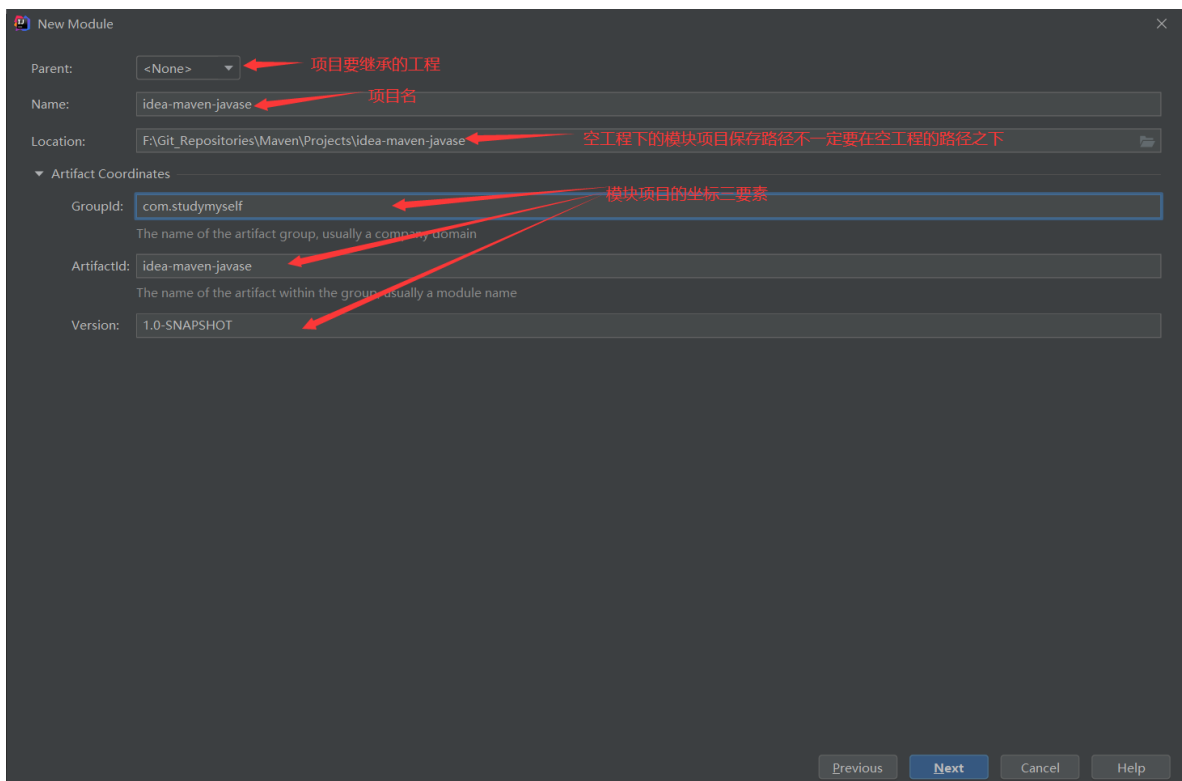 New Module
Parent: <None> 项目要继承的工程
Name: idea-maven-javase 项目名
Location: F:\Git_Repositories\Maven\Projects\idea-maven-javase 空工程下的模块项目保存路径不一定要在空工程的路径之下
Artifact Coordinates
模块项目的坐标三要素
GroupId: com.studymyself
The name of the artifact group, usually a company domain
ArtifactId: idea-maven-javase
The name of the artifact within the group, usually a module name
Version: 1.0-SNAPSHOT
Previous Next Cancel Help